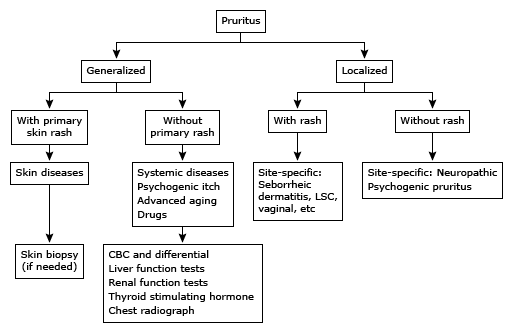 Pruritus
Generalized
Localized
With primary
skin rash
Without
primary rash
With rash
Without rash
Skin diseases
Systemic diseases
Psychogenic itch
Advanced aging
Drugs
Site-specific:
Seborrheic
dermatitis, LSC,
vaginal, etc
Site-specific: Neuropathic
Psychogenic pruritus
Skin biopsy
(if needed)
CBC and differential
Liver function tests
Renal function tests
Thyroid stimulating hormone
Chest radiograph